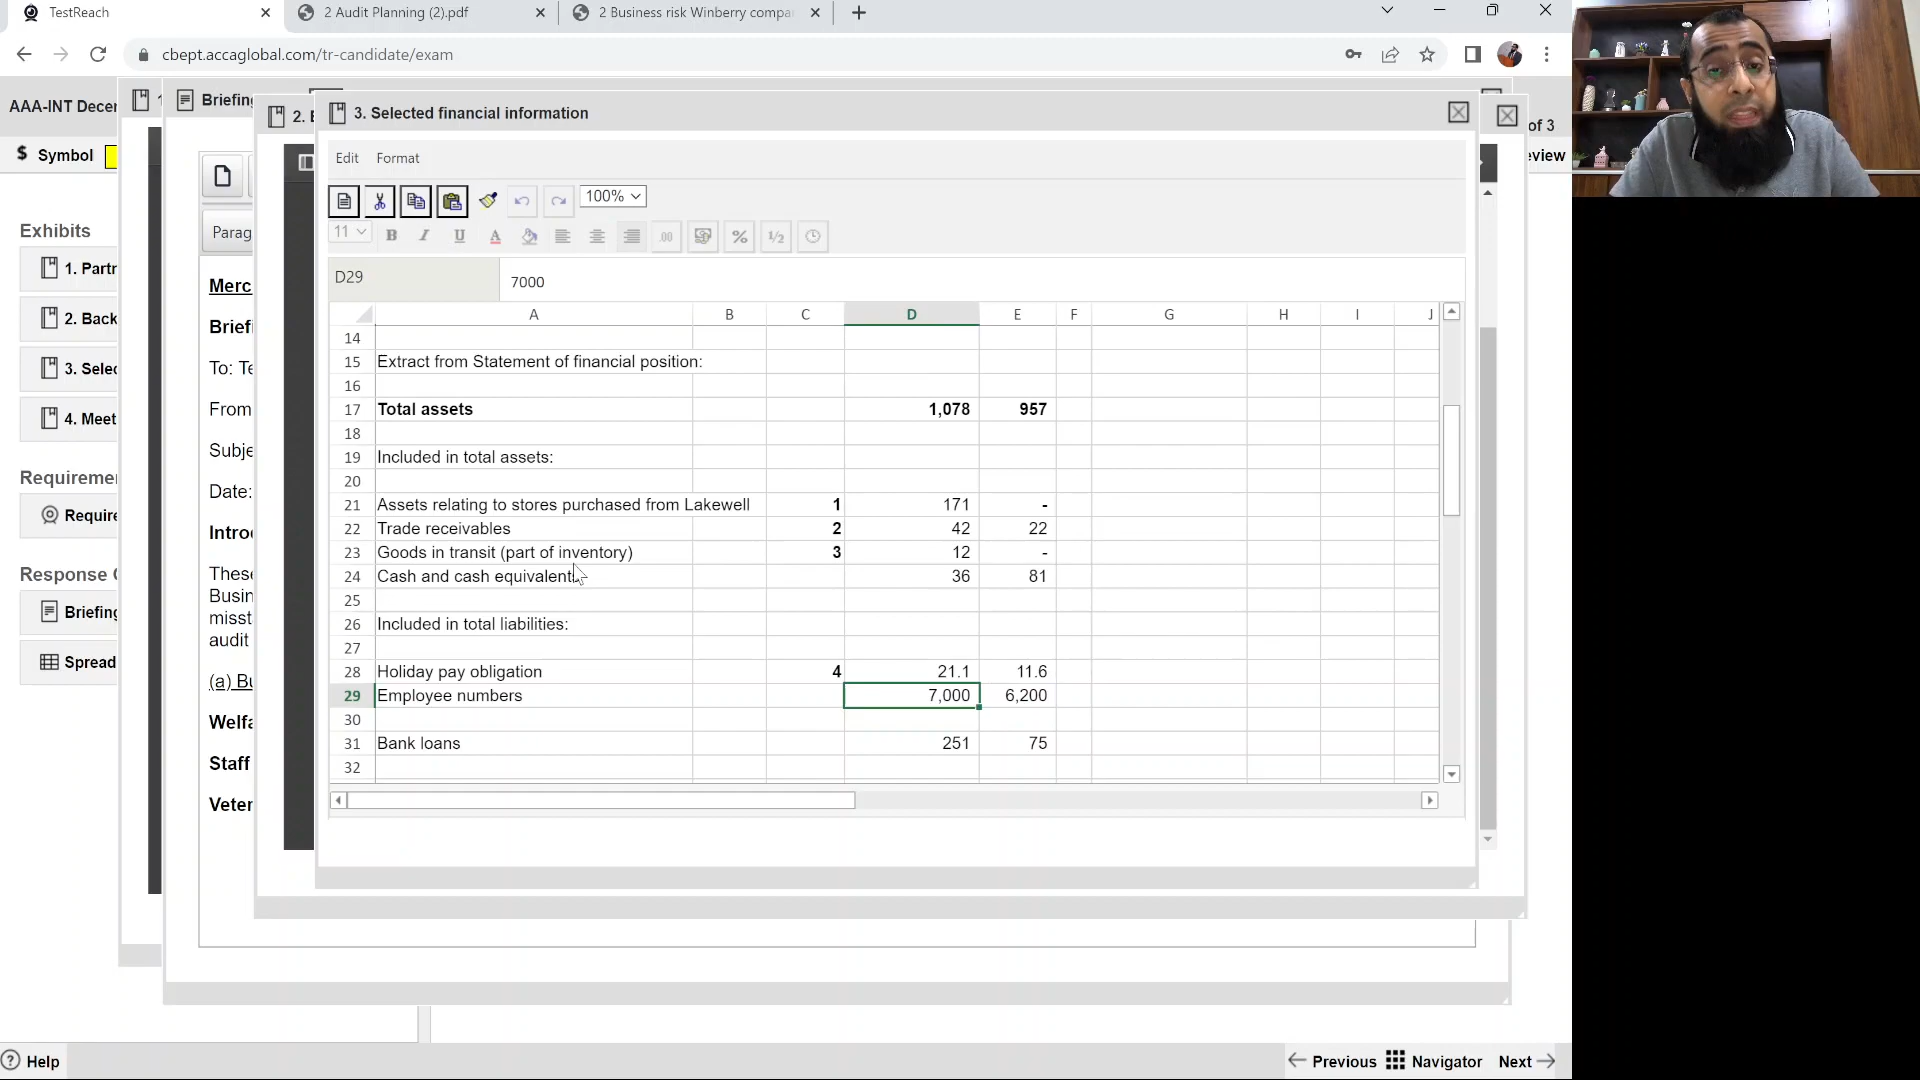 TestReach
2 Audit Planning (2).pdf
2 Business risk Winberry compa
cbept.accaglobal.com/tr-candidate/exam
AAA-INT Decer
Briefing
2. E
3. Selected financial information
of 3
$ Symbol
eview
Edit Format
100%
11
Parag
D29
7000
A B C D E F G H I J
14
15 Extract from Statement of financial position:
16
17 Total assets 1,078 957
18
19 Included in total assets:
20
21 Assets relating to stores purchased from Lakewell 1 171 -
22 Trade receivables 2 42 22
23 Goods in transit (part of inventory) 3 12 -
24 Cash and cash equivalent 36 81
25
26 Included in total liabilities:
27
28 Holiday pay obligation 4 21.1 11.6
29 Employee numbers 7,000 6,200
30
31 Bank loans 251 75
32
Exhibits
1. Partr
2. Back
3. Selec
4. Meet
Requiremer
Require
Response
Briefing
Spread
Merc
Briefi
To: Te
From
Subje
Date:
Introd
These
Busin
misst
audit
(a) Bu
Welfa
Staff
Veter
Help
Previous
Navigator
Next